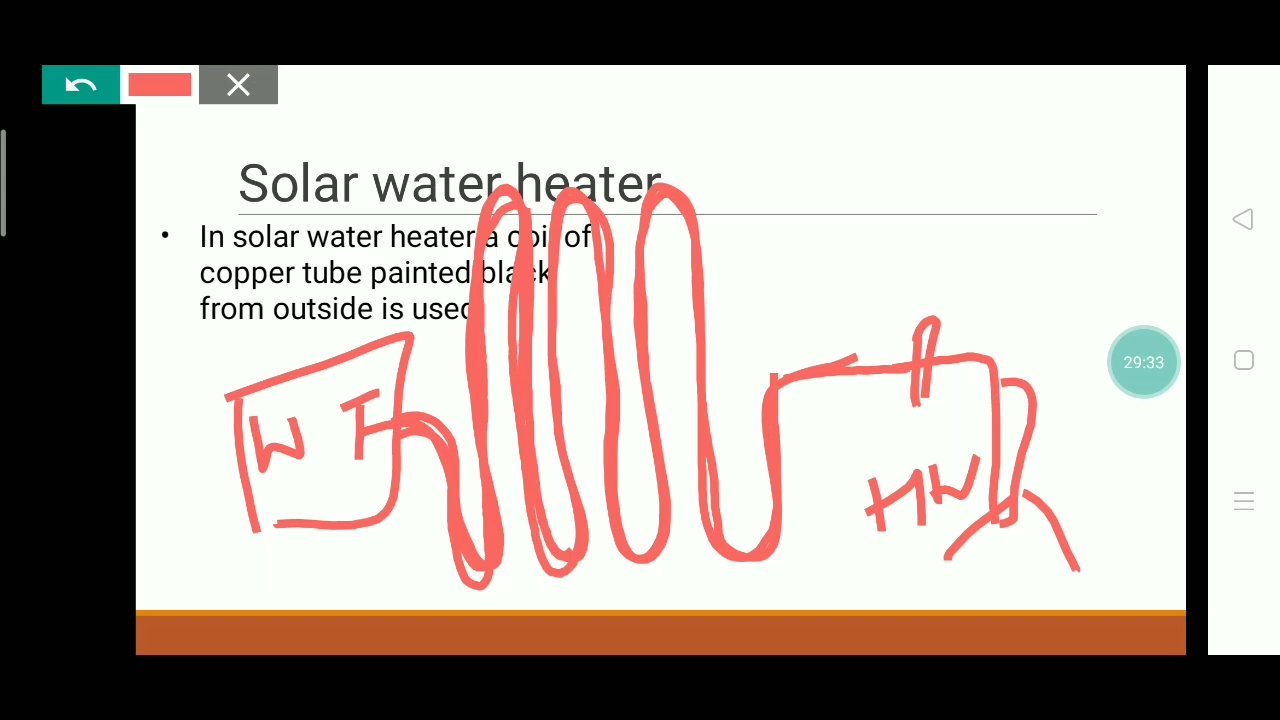 Solar water heater
• In solar water heater a coil of
copper tube painted black
from outside is used
W F
HW
29:33